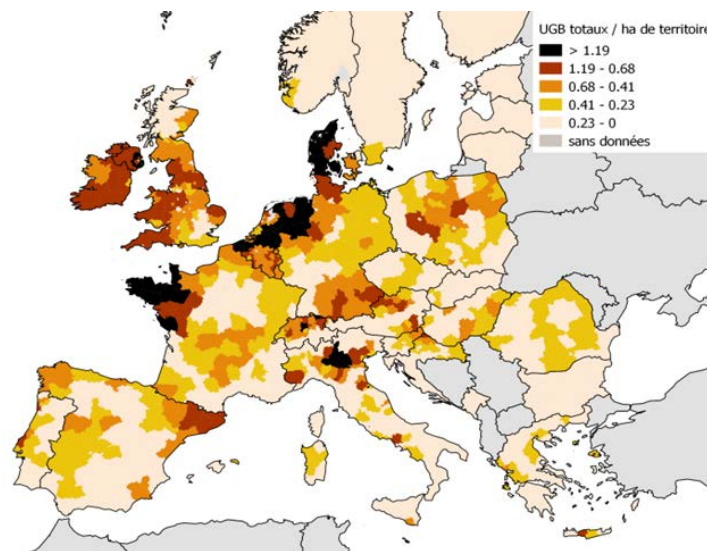 UGB totaux / ha de territoire
> 1.19
1.19 - 0.68
0.68 - 0.41
0.41 - 0.23
0.23 - 0
sans données